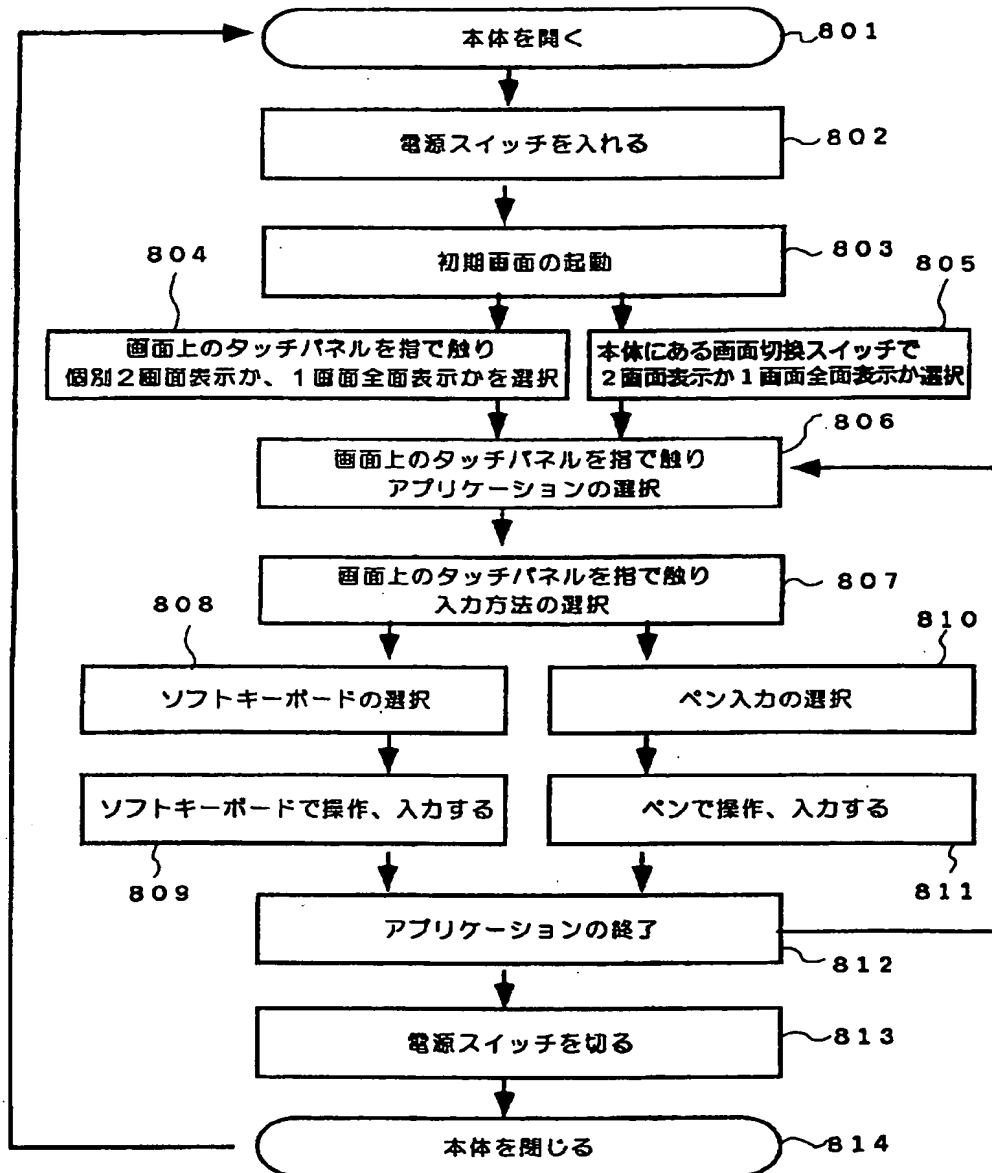 本体を開く
８０１
電源スイッチを入れる
８０２
初期画面の起動
８０３
８０４
８０５
画面上のタッチパネルを指で触り
個別２画面表示か、１画面全面表示かを選択
本体にある画面切換スイッチで
２画面表示か１画面全面表示か選択
８０６
画面上のタッチパネルを指で触り
アプリケーションの選択
画面上のタッチパネルを指で触り
入力方法の選択
８０７
８０８
８１０
ソフトキーボードの選択
ペン入力の選択
ソフトキーボードで操作、入力する
ペンで操作、入力する
８０９
８１１
アプリケーションの終了
８１２
電源スイッチを切る
８１３
本体を閉じる
８１４